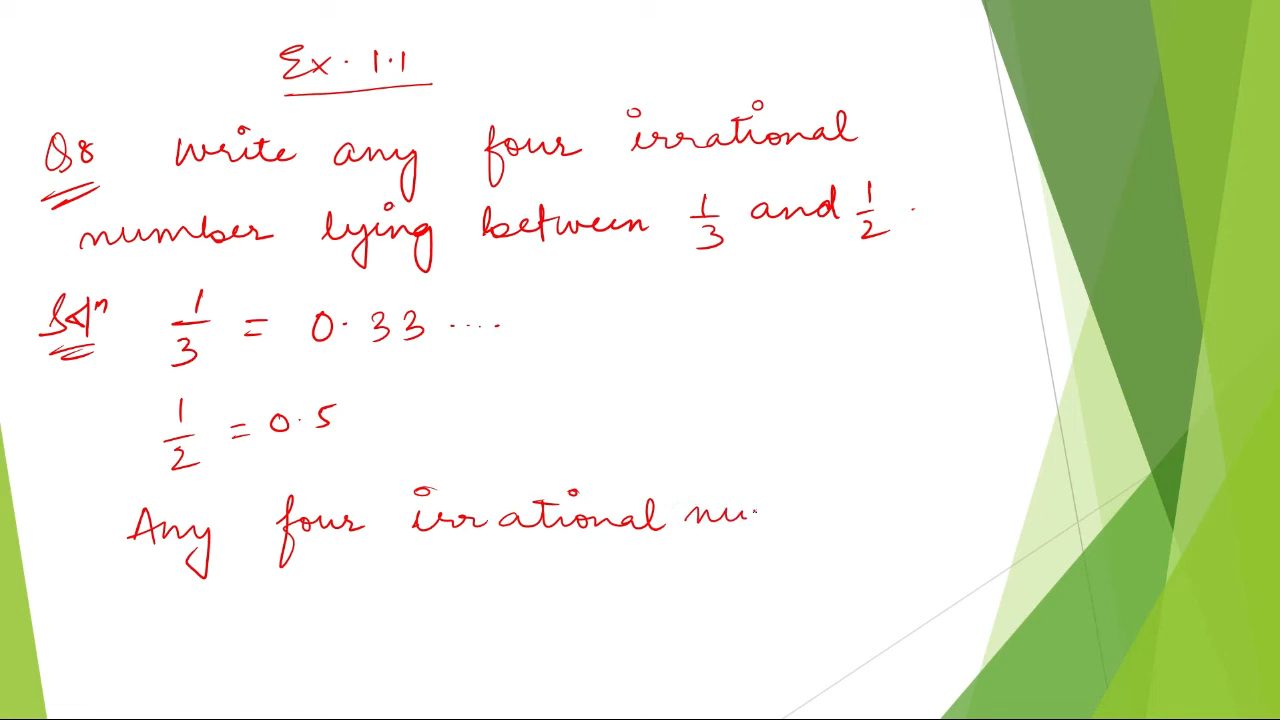 Ex. 1.1
Q8 Write any four irrational
number lying between 1/3 and 1/2.
Solⁿ 1/3 = 0.33....
1/2 = 0.5
Any four irrational nu